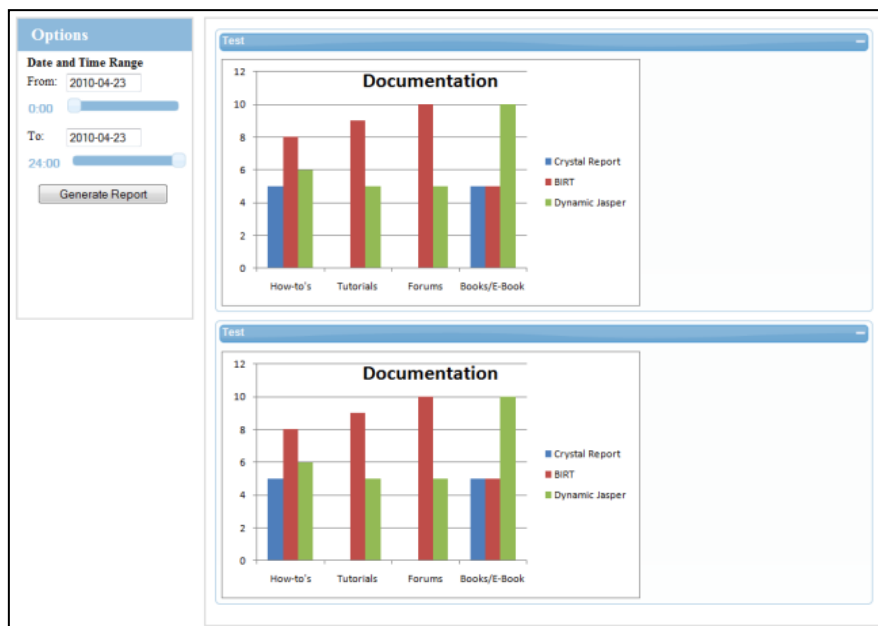 Options
Date and Time Range
From: 2010-04-23
0:00
To: 2010-04-23
24:00
Generate Report
Test
Documentation
12
10
8
6
4
2
0
How-to's Tutorials Forums Books/E-Book
Crystal Report
BIRT
Dynamic Jasper
Test
Documentation
12
10
8
6
4
2
0
How-to's Tutorials Forums Books/E-Book
Crystal Report
BIRT
Dynamic Jasper